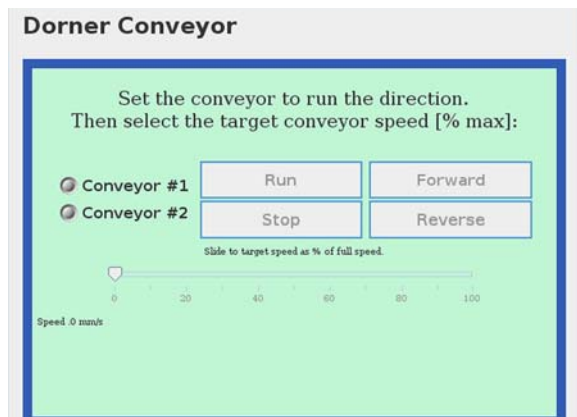 Dorner Conveyor
Set the conveyor to run the direction.
Then select the target conveyor speed [% max]:
Conveyor #1 Run Forward
Conveyor #2 Stop Reverse
Slide to target speed as % of full speed.
0 20 40 60 80 100
Speed .0 mm/s